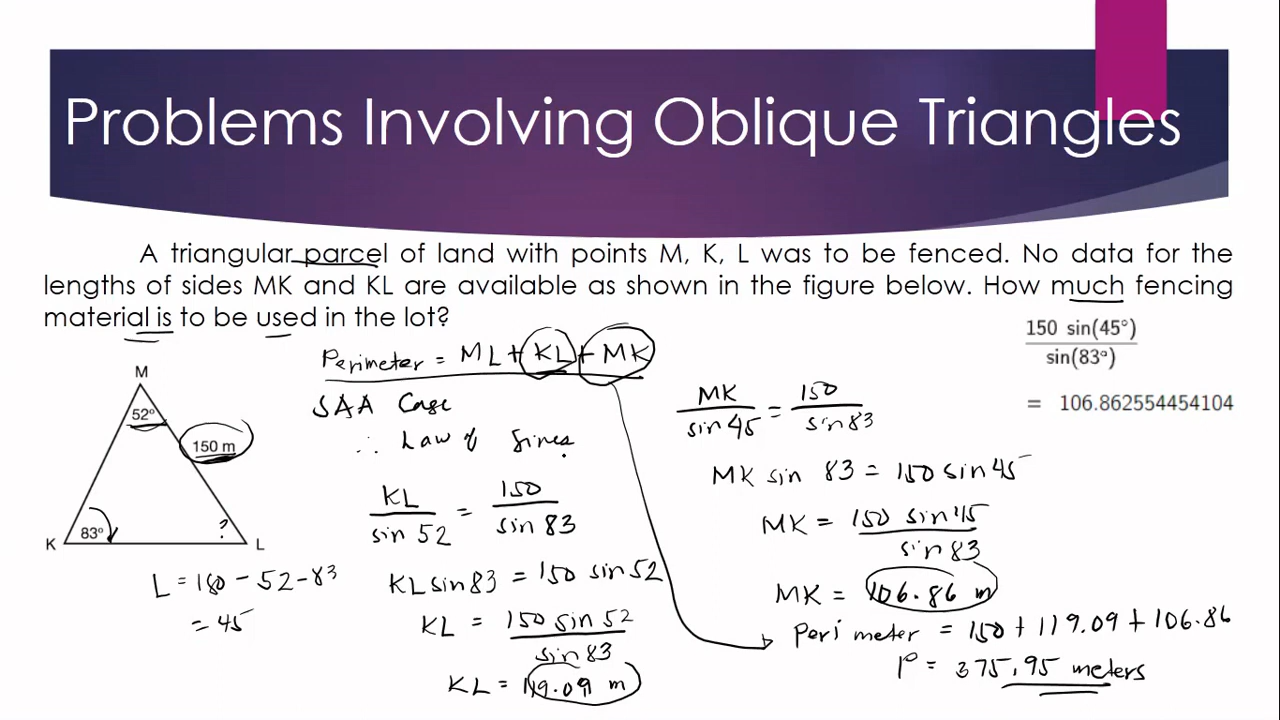 Problems Involving Oblique Triangles
A triangular parcel of land with points M, K, L was to be fenced. No data for the
lengths of sides MK and KL are available as shown in the figure below. How much fencing
material is to be used in the lot?
150 sin(45°)
sin(83°)
= 106.862554454104
M
52°
150 m
K
83°
?
L
L = 180 - 52 - 83
= 45
Perimeter = ML + KL + MK
SAA Case
∴ Law of Sines
KL / sin 52 = 150 / sin 83
KL sin 83 = 150 sin 52
KL = 150 sin 52 / sin 83
KL = 119.09 m
MK / sin 45 = 150 / sin 83
MK sin 83 = 150 sin 45
MK = 150 sin 45 / sin 83
MK = 106.86 m
Perimeter = 150 + 119.09 + 106.86
P = 375.95 meters